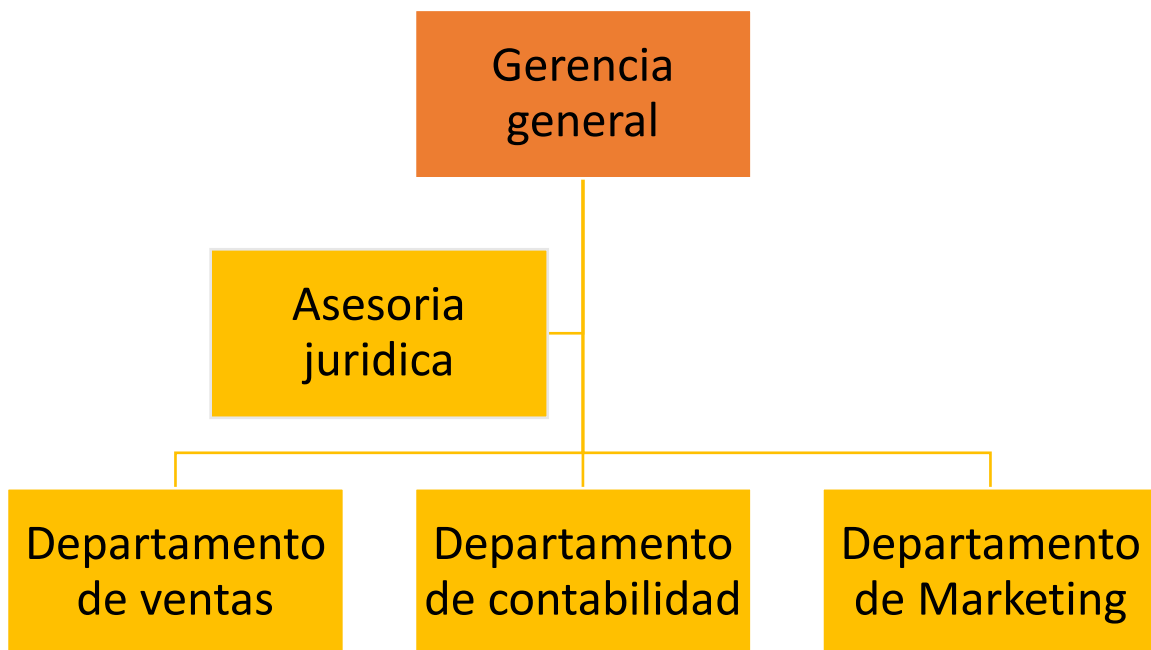 Gerencia
general
Asesoria
juridica
Departamento
de ventas
Departamento
de contabilidad
Departamento
de Marketing